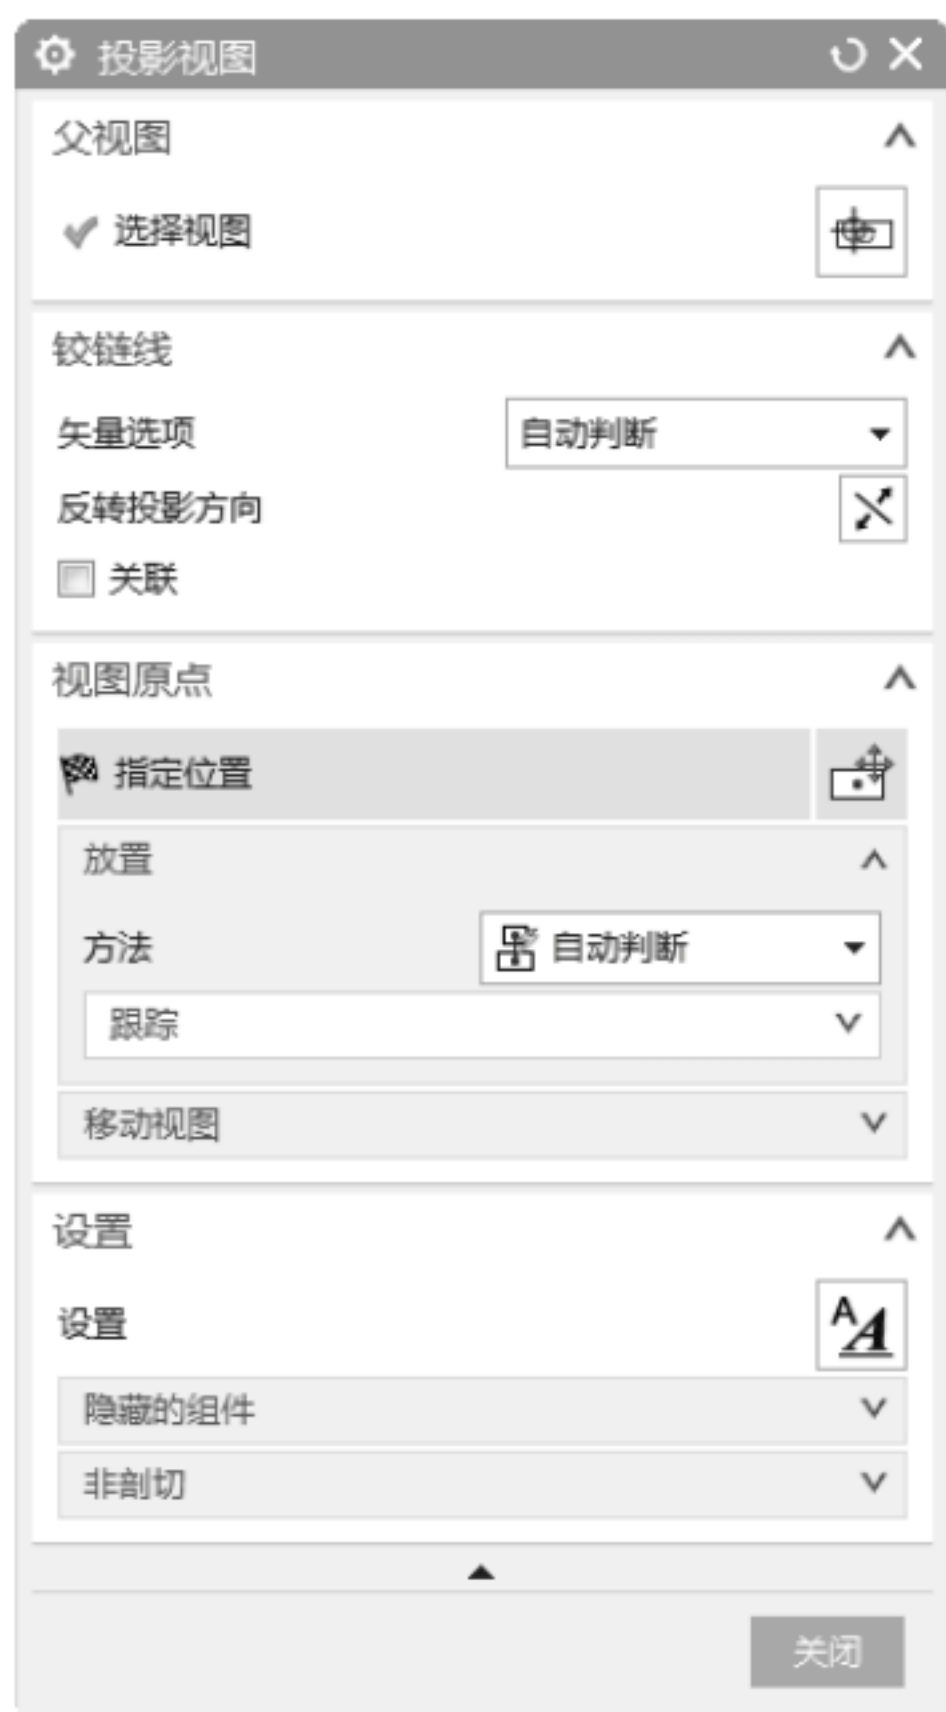 投影视图
父视图
选择视图
铰链线
矢量选项 自动判断
反转投影方向
关联
视图原点
指定位置
放置
方法 自动判断
跟踪
移动视图
设置
设置
隐藏的组件
非剖切
关闭